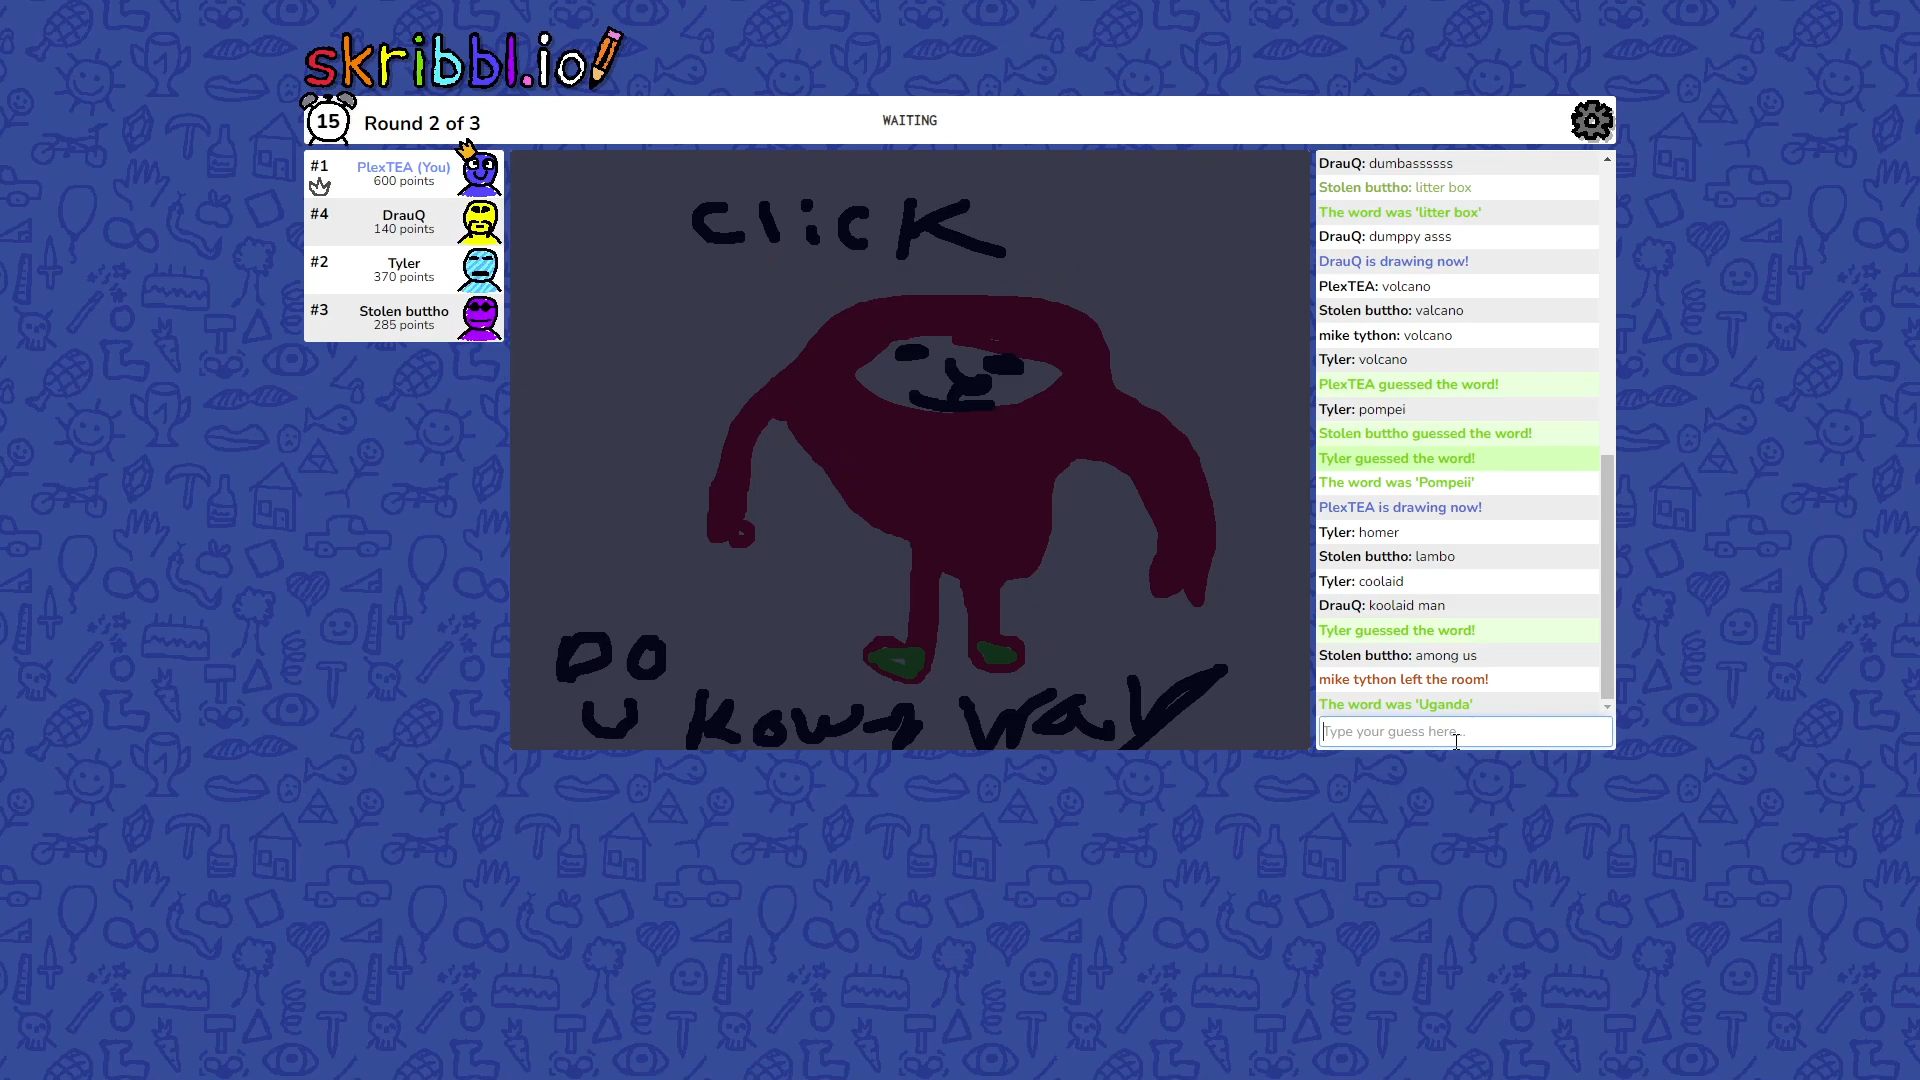 skribbl.io
15
Round 2 of 3
WAITING
#1
PlexTEA (You)
600 points
#4
DrauQ
140 points
#2
Tyler
370 points
#3
Stolen buttho
285 points
click
DO
U Kowy Way
DrauQ: dumbassssss
Stolen buttho: litter box
The word was 'litter box'
DrauQ: dumppy asss
DrauQ is drawing now!
PlexTEA: volcano
Stolen buttho: valcano
mike tython: volcano
Tyler: volcano
PlexTEA guessed the word!
Tyler: pompei
Stolen buttho guessed the word!
Tyler guessed the word!
The word was 'Pompeii'
PlexTEA is drawing now!
Tyler: homer
Stolen buttho: lambo
Tyler: coolaid
DrauQ: koolaid man
Tyler guessed the word!
Stolen buttho: among us
mike tython left the room!
The word was 'Uganda'
Type your guess here...